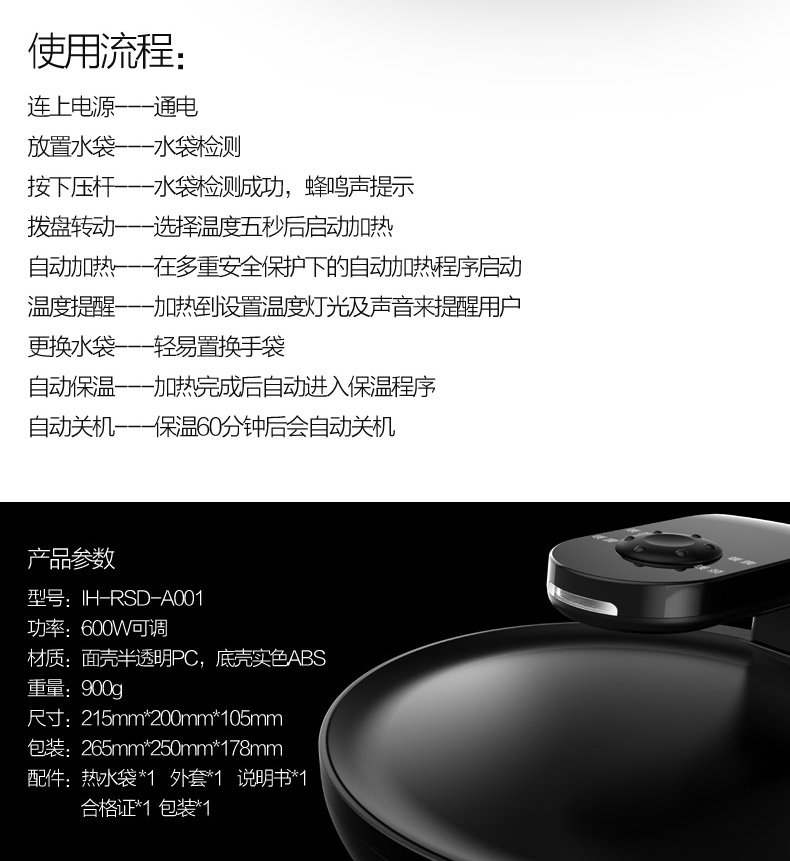 使用流程：
连上电源---通电
放置水袋---水袋检测
按下压杆---水袋检测成功，蜂鸣声提示
拨盘转动---选择温度五秒后启动加热
自动加热---在多重安全保护下的自动加热程序启动
温度提醒---加热到设置温度灯光及声音来提醒用户
更换水袋---轻易置换手袋
自动保温---加热完成后自动进入保温程序
自动关机---保温60分钟后会自动关机
产品参数
型号：IH-RSD-A001
功率：600W可调
材质：面壳半透明PC，底壳实色ABS
重量：900g
尺寸：215mm*200mm*105mm
包装：265mm*250mm*178mm
配件：热水袋*1 外套*1 说明书*1
合格证*1 包装*1